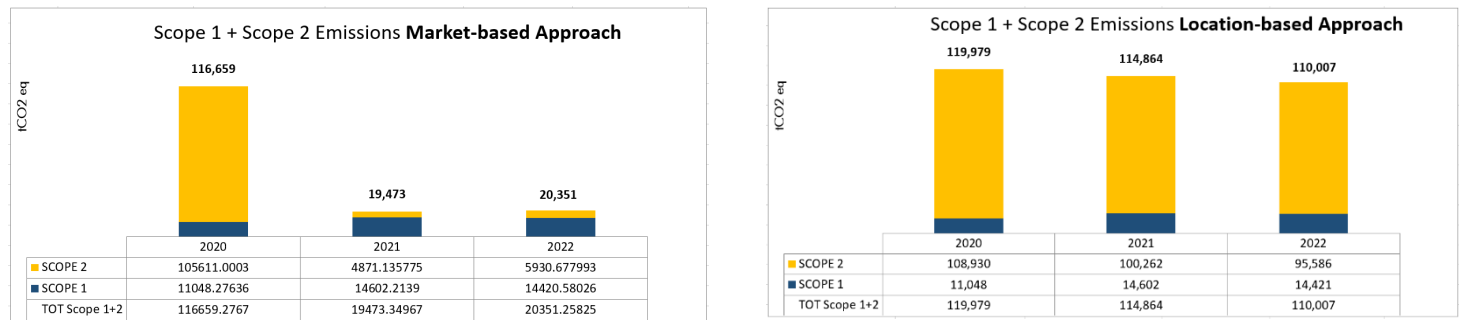 Scope 1 + Scope 2 Emissions Market-based Approach
tCO2 eq
116,659
19,473
20,351
2020 2021 2022
SCOPE 2 105611.0003 4871.135775 5930.677993
SCOPE 1 11048.27636 14602.2139 14420.58026
TOT Scope 1+2 116659.2767 19473.34967 20351.25825
Scope 1 + Scope 2 Emissions Location-based Approach
tCO2 eq
119,979
114,864
110,007
2020 2021 2022
SCOPE 2 108,930 100,262 95,586
SCOPE 1 11,048 14,602 14,421
TOT Scope 1+2 119,979 114,864 110,007